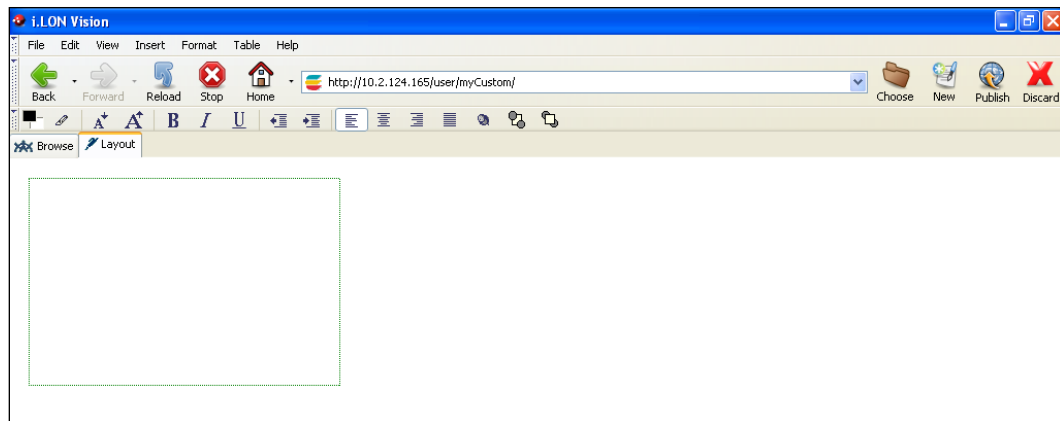 i.LON Vision
File Edit View Insert Format Table Help
http://10.2.124.165/user/myCustom/
Back Forward Reload Stop Home Choose New Publish Discard
A A B I U
Browse Layout